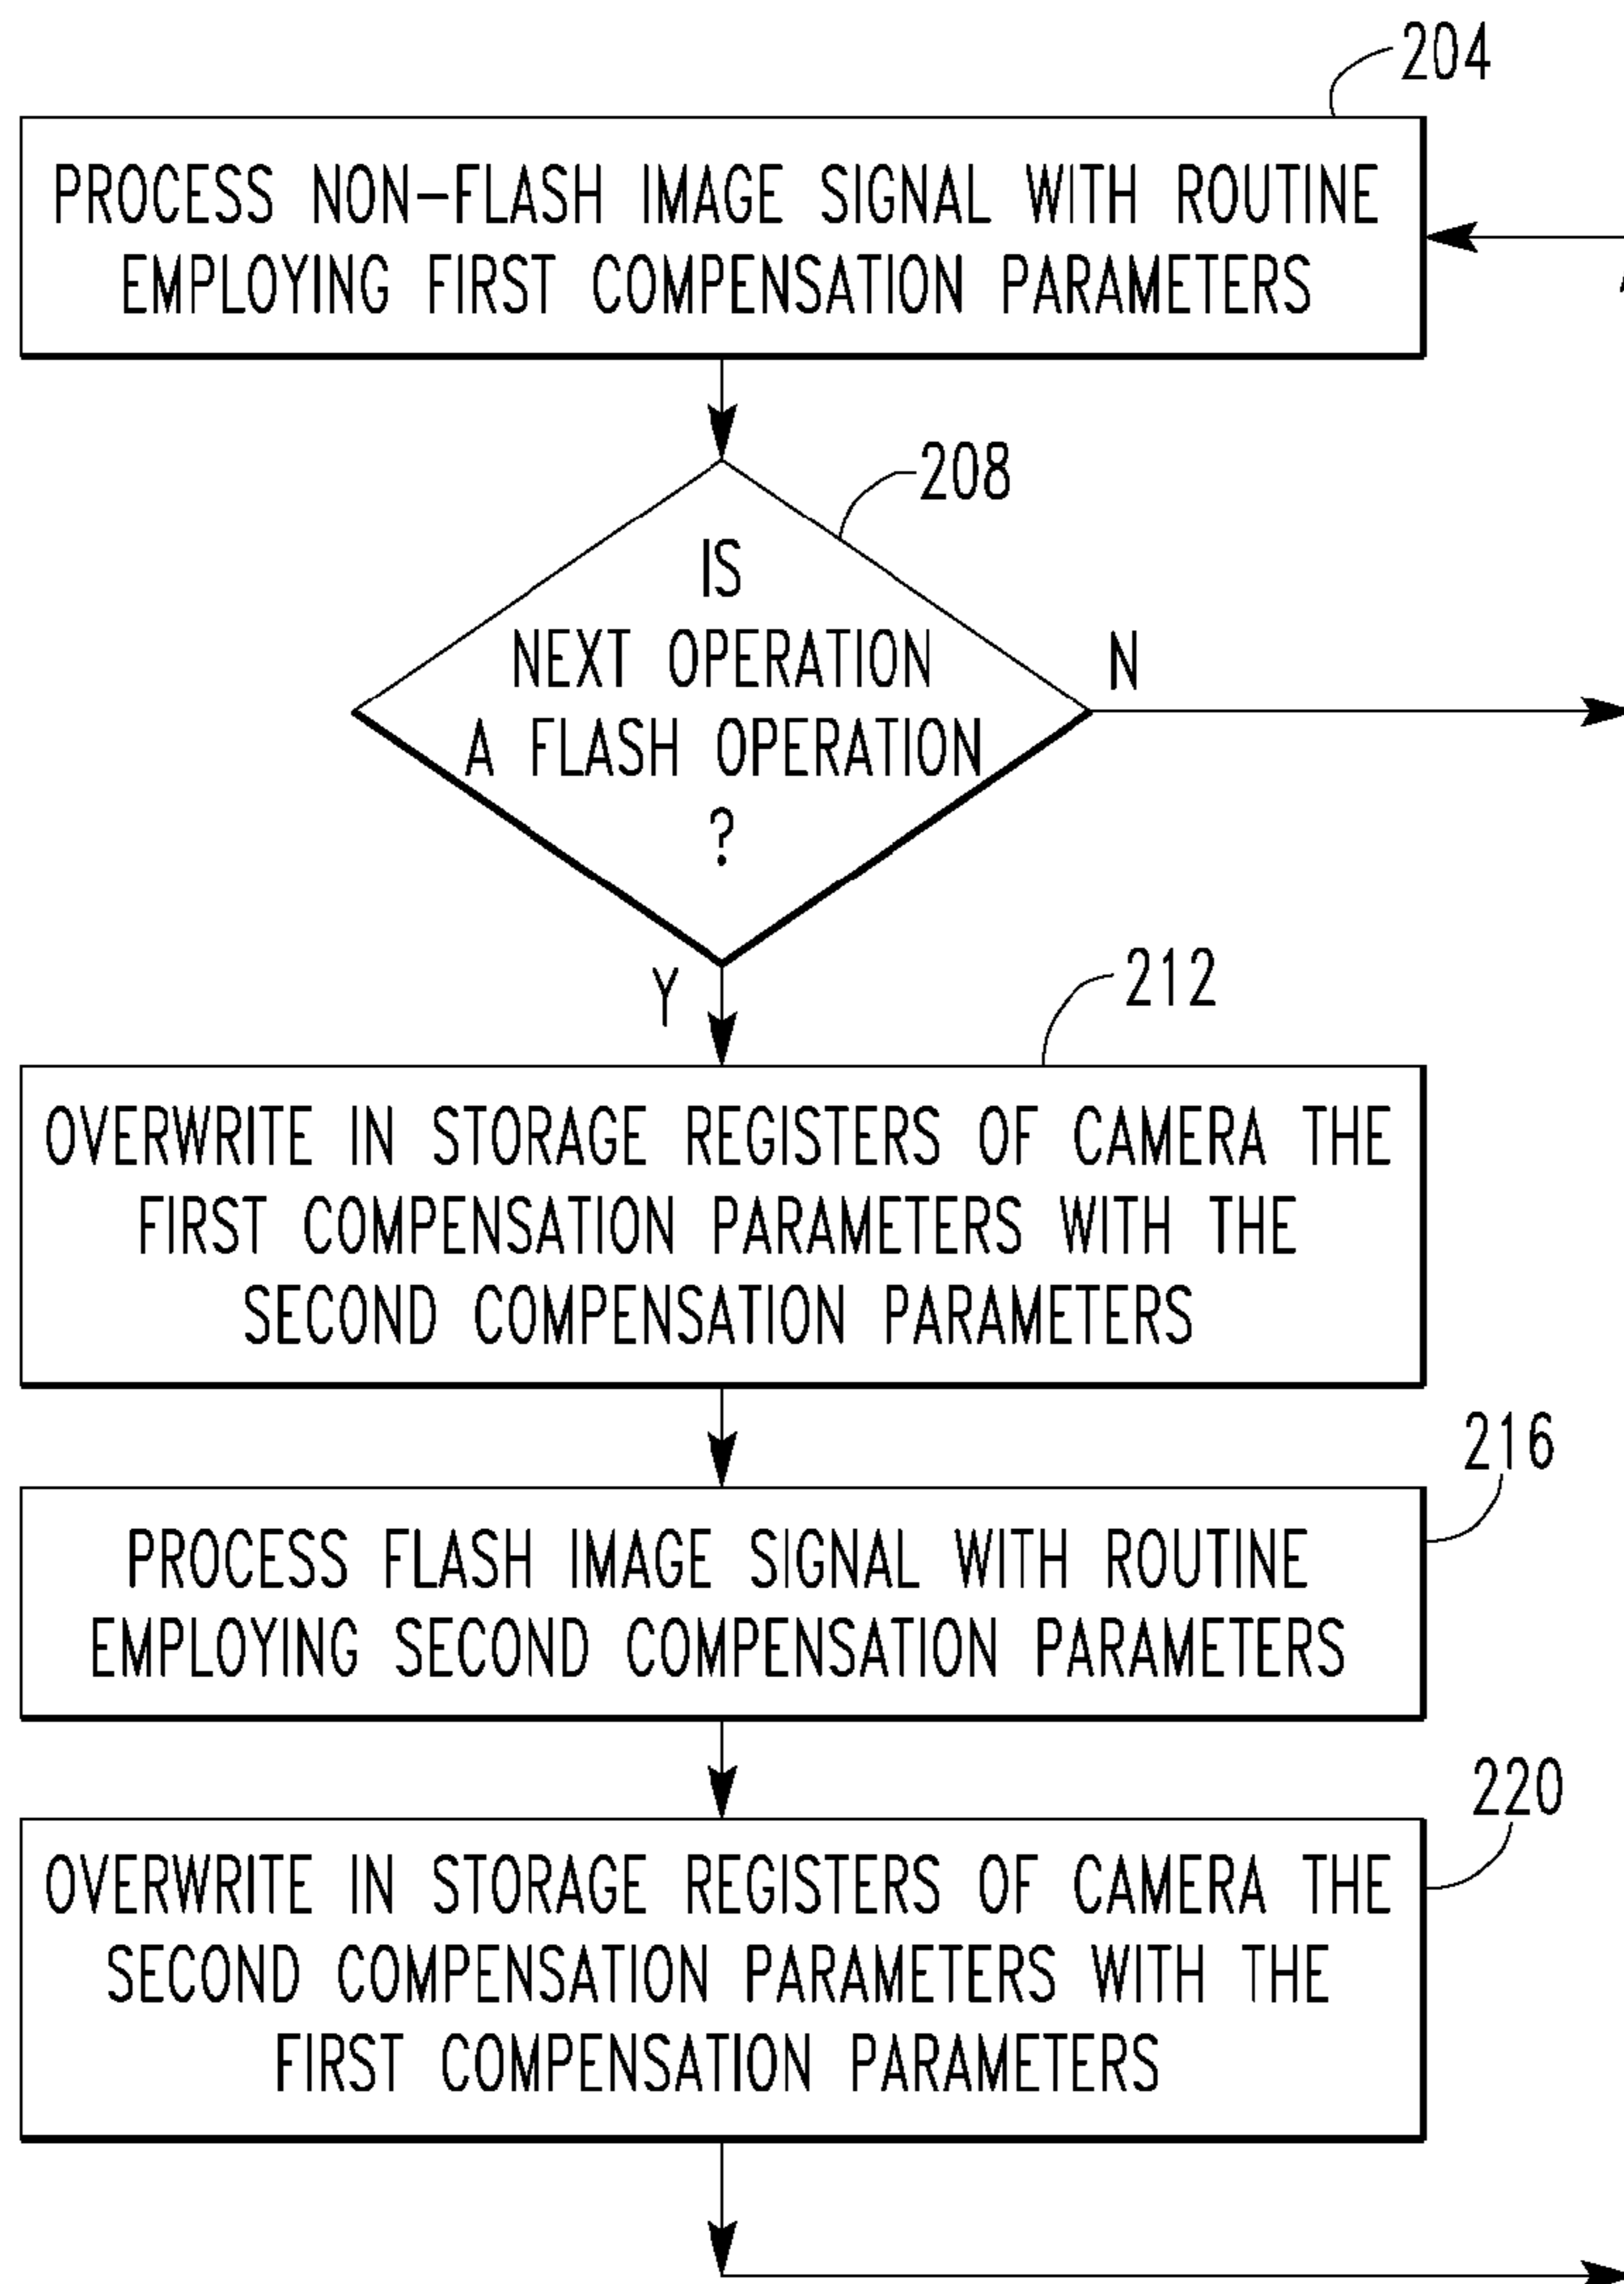 204
PROCESS NON-FLASH IMAGE SIGNAL WITH ROUTINE
EMPLOYING FIRST COMPENSATION PARAMETERS
208
IS
NEXT OPERATION
A FLASH OPERATION
?
N
Y
212
OVERWRITE IN STORAGE REGISTERS OF CAMERA THE
FIRST COMPENSATION PARAMETERS WITH THE
SECOND COMPENSATION PARAMETERS
216
PROCESS FLASH IMAGE SIGNAL WITH ROUTINE
EMPLOYING SECOND COMPENSATION PARAMETERS
220
OVERWRITE IN STORAGE REGISTERS OF CAMERA THE
SECOND COMPENSATION PARAMETERS WITH THE
FIRST COMPENSATION PARAMETERS